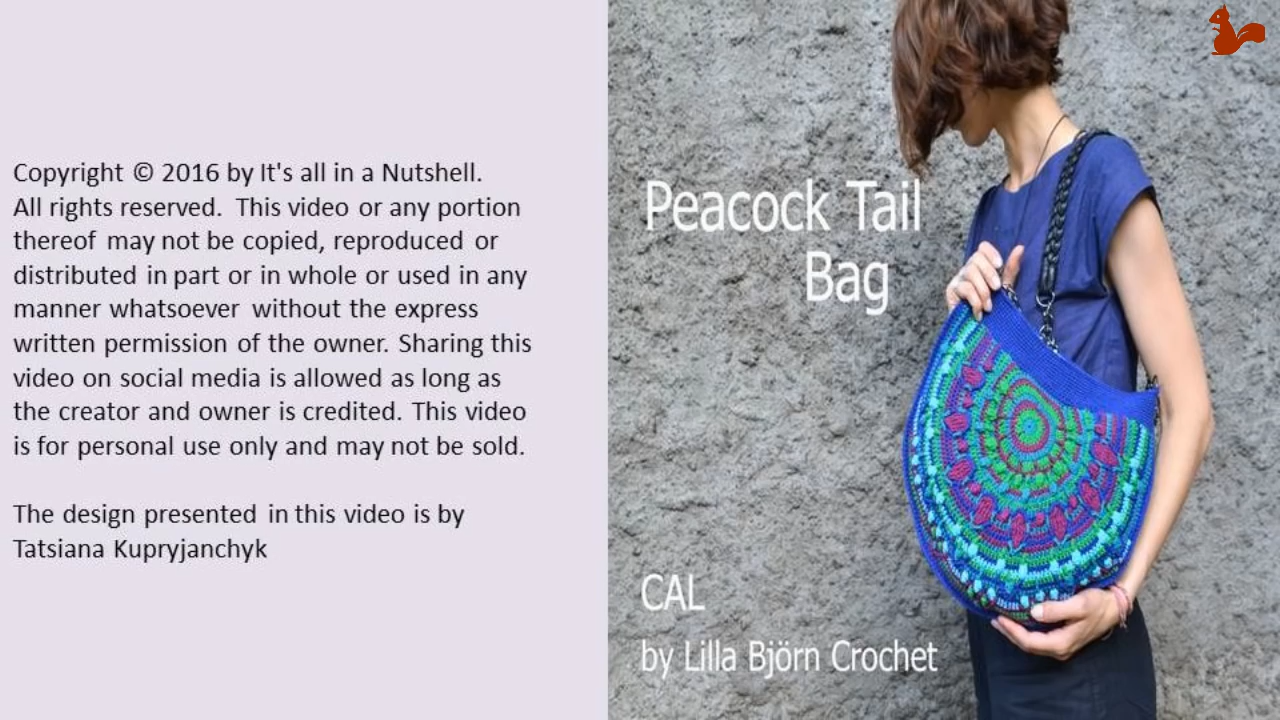 Copyright © 2016 by It's all in a Nutshell.
All rights reserved. This video or any portion
thereof may not be copied, reproduced or
distributed in part or in whole or used in any
manner whatsoever without the express
written permission of the owner. Sharing this
video on social media is allowed as long as
the creator and owner is credited. This video
is for personal use only and may not be sold.
The design presented in this video is by
Tatsiana Kupryjanchyk
Peacock Tail
Bag
CAL
by Lilla Björn Crochet